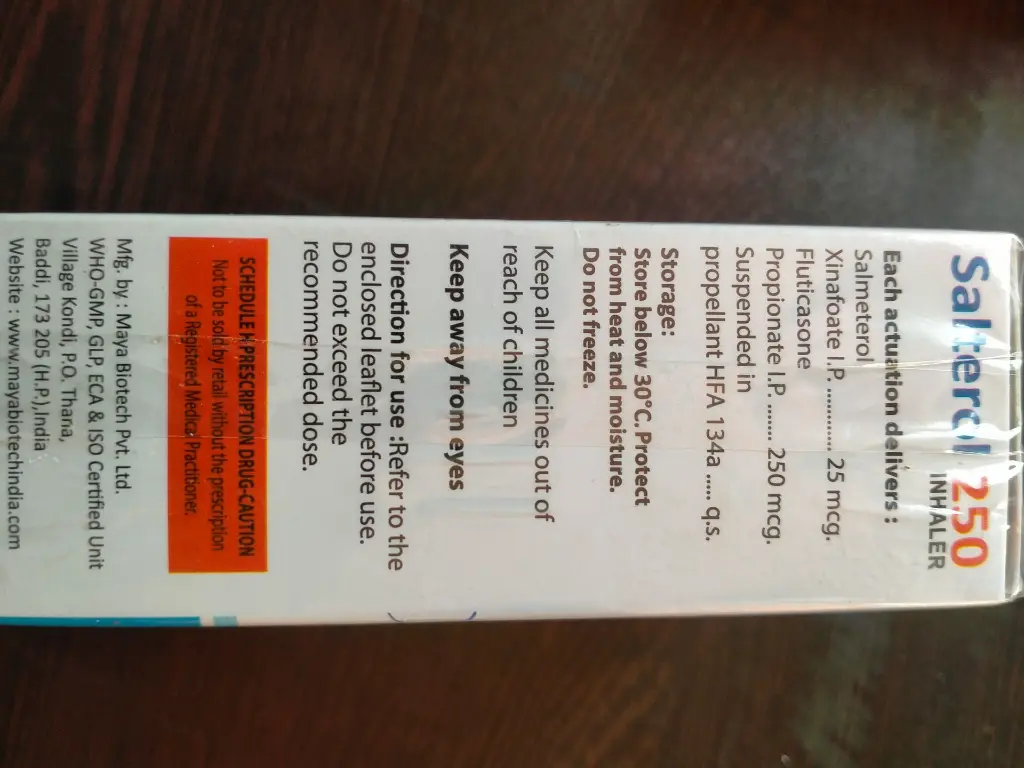 Salterol 250
INHALER
Each actuation delivers :
Salmeterol
Xinafoate I.P. .............. 25 mcg.
Fluticasone
Propionate I.P. ........ 250 mcg.
Suspended in
propellant HFA 134a ..... q.s.
Storage:
Store below 30°C. Protect
from heat and moisture.
Do not freeze.
Keep all medicines out of
reach of children
Keep away from eyes
Direction for use :Refer to the
enclosed leaflet before use.
Do not exceed the
recommended dose.
SCHEDULE H PRESCRIPTION DRUG-CAUTION
Not to be sold by retail without the prescription
of a Registered Medical Practitioner.
Mfg. by : Maya Biotech Pvt. Ltd.
WHO-GMP, GLP, ECA & ISO Certified Unit
Village Kondi, P.O. Thana,
Baddi, 173 205 (H.P.),India
Website : www.mayabiotechindia.com